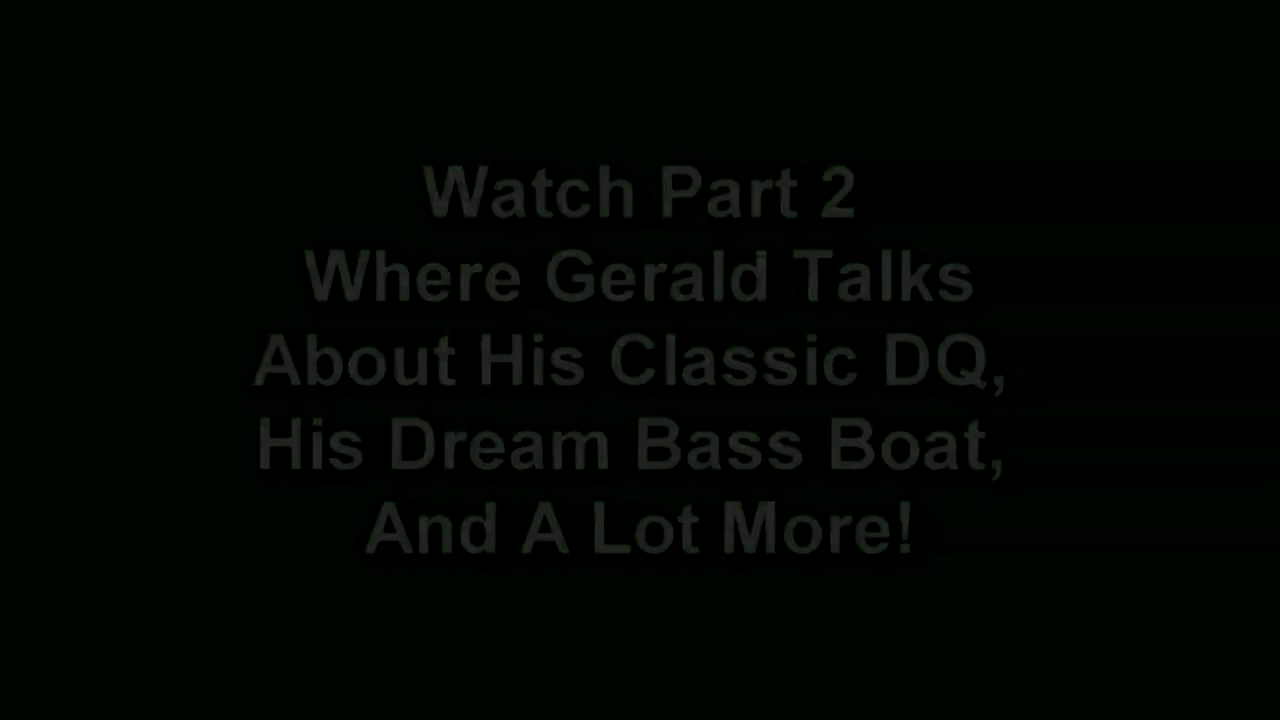 Watch Part 2
Where Gerald Talks
About His Classic DQ,
His Dream Bass Boat,
And A Lot More!